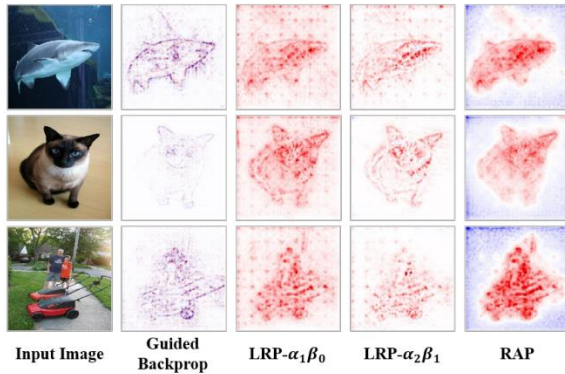 Input Image
Guided
Backprop
LRP-α₁β₀
LRP-α₂β₁
RAP